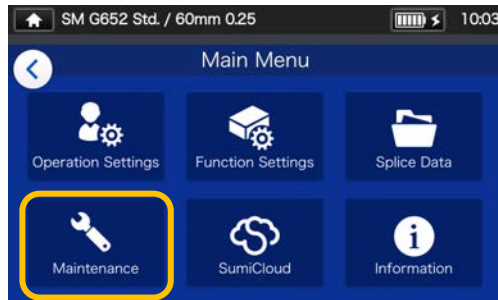 SM G652 Std. / 60mm 0.25
10:03
Main Menu
Operation Settings
Function Settings
Splice Data
Maintenance
SumiCloud
Information